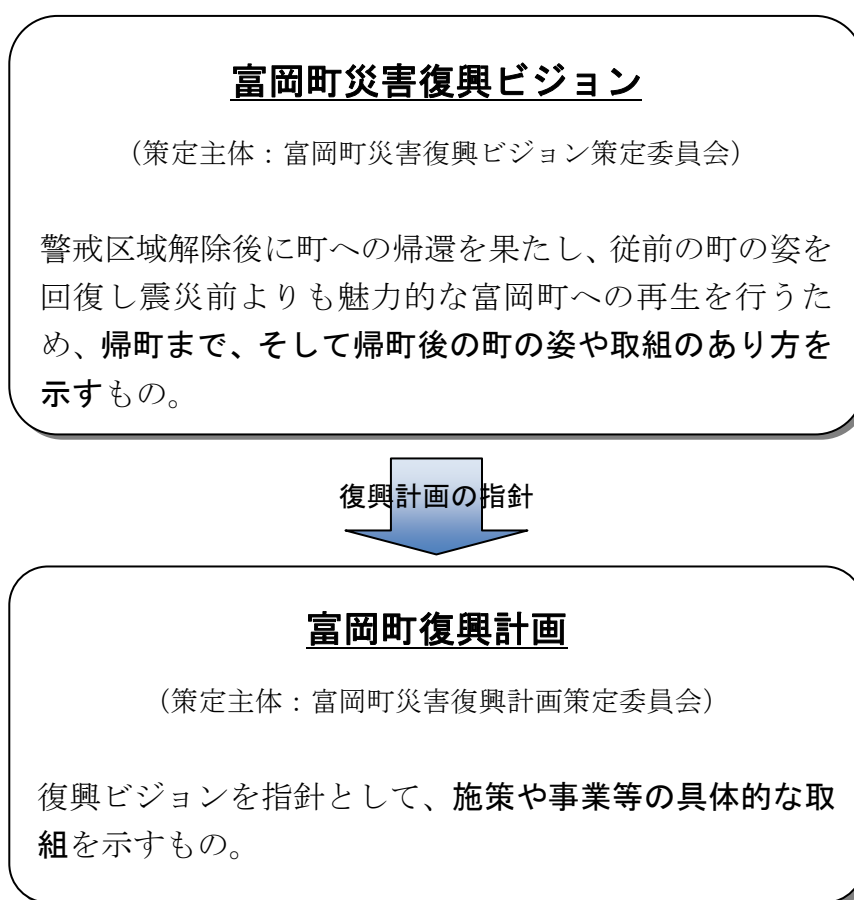 富岡町災害復興ビジョン
（策定主体：富岡町災害復興ビジョン策定委員会）
警戒区域解除後に町への帰還を果たし、従前の町の姿を
回復し震災前よりも魅力的な富岡町への再生を行うた
め、帰町まで、そして帰町後の町の姿や取組のあり方を
示すもの。
復興計画の指針
富岡町復興計画
（策定主体：富岡町災害復興計画策定委員会）
復興ビジョンを指針として、施策や事業等の具体的な取
組を示すもの。